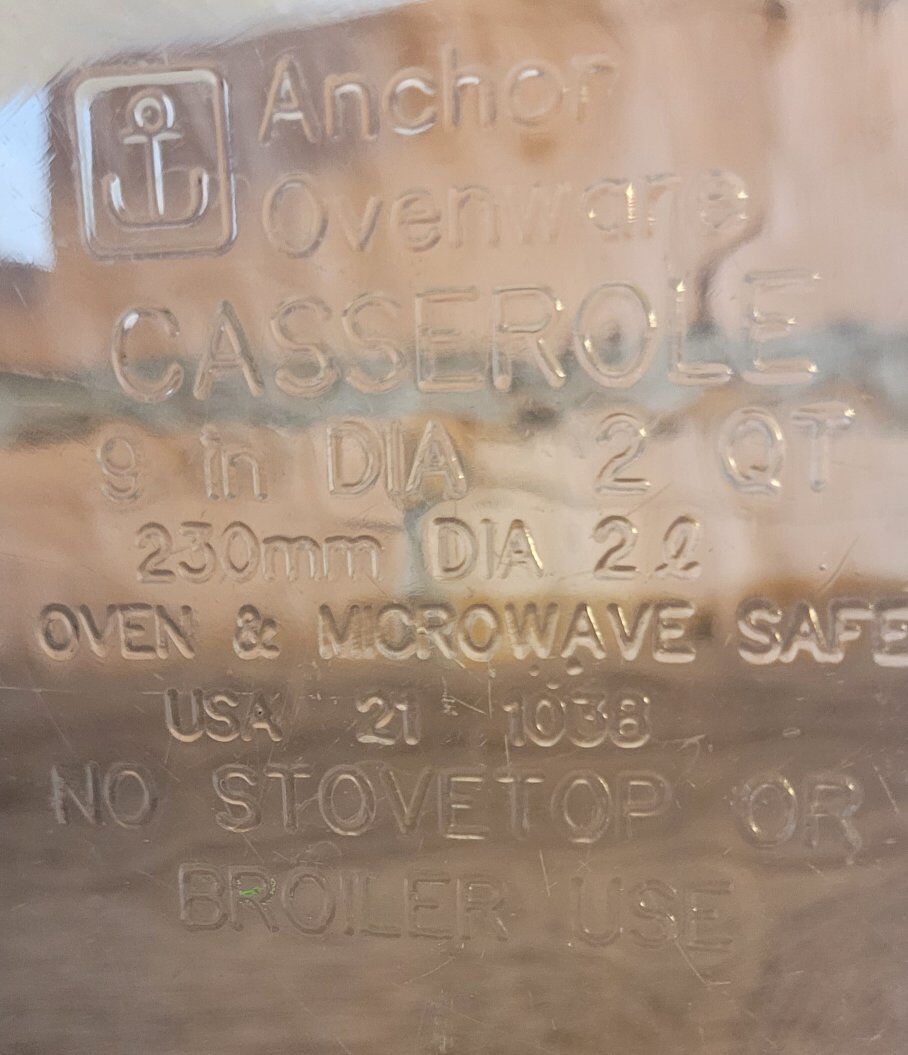 Anchor
Ovenware
CASSEROLE
9 in DIA 2 QT
230mm DIA 2ℓ
OVEN & MICROWAVE SAFE
USA 21 1038
NO STOVETOP OR
BROILER USE